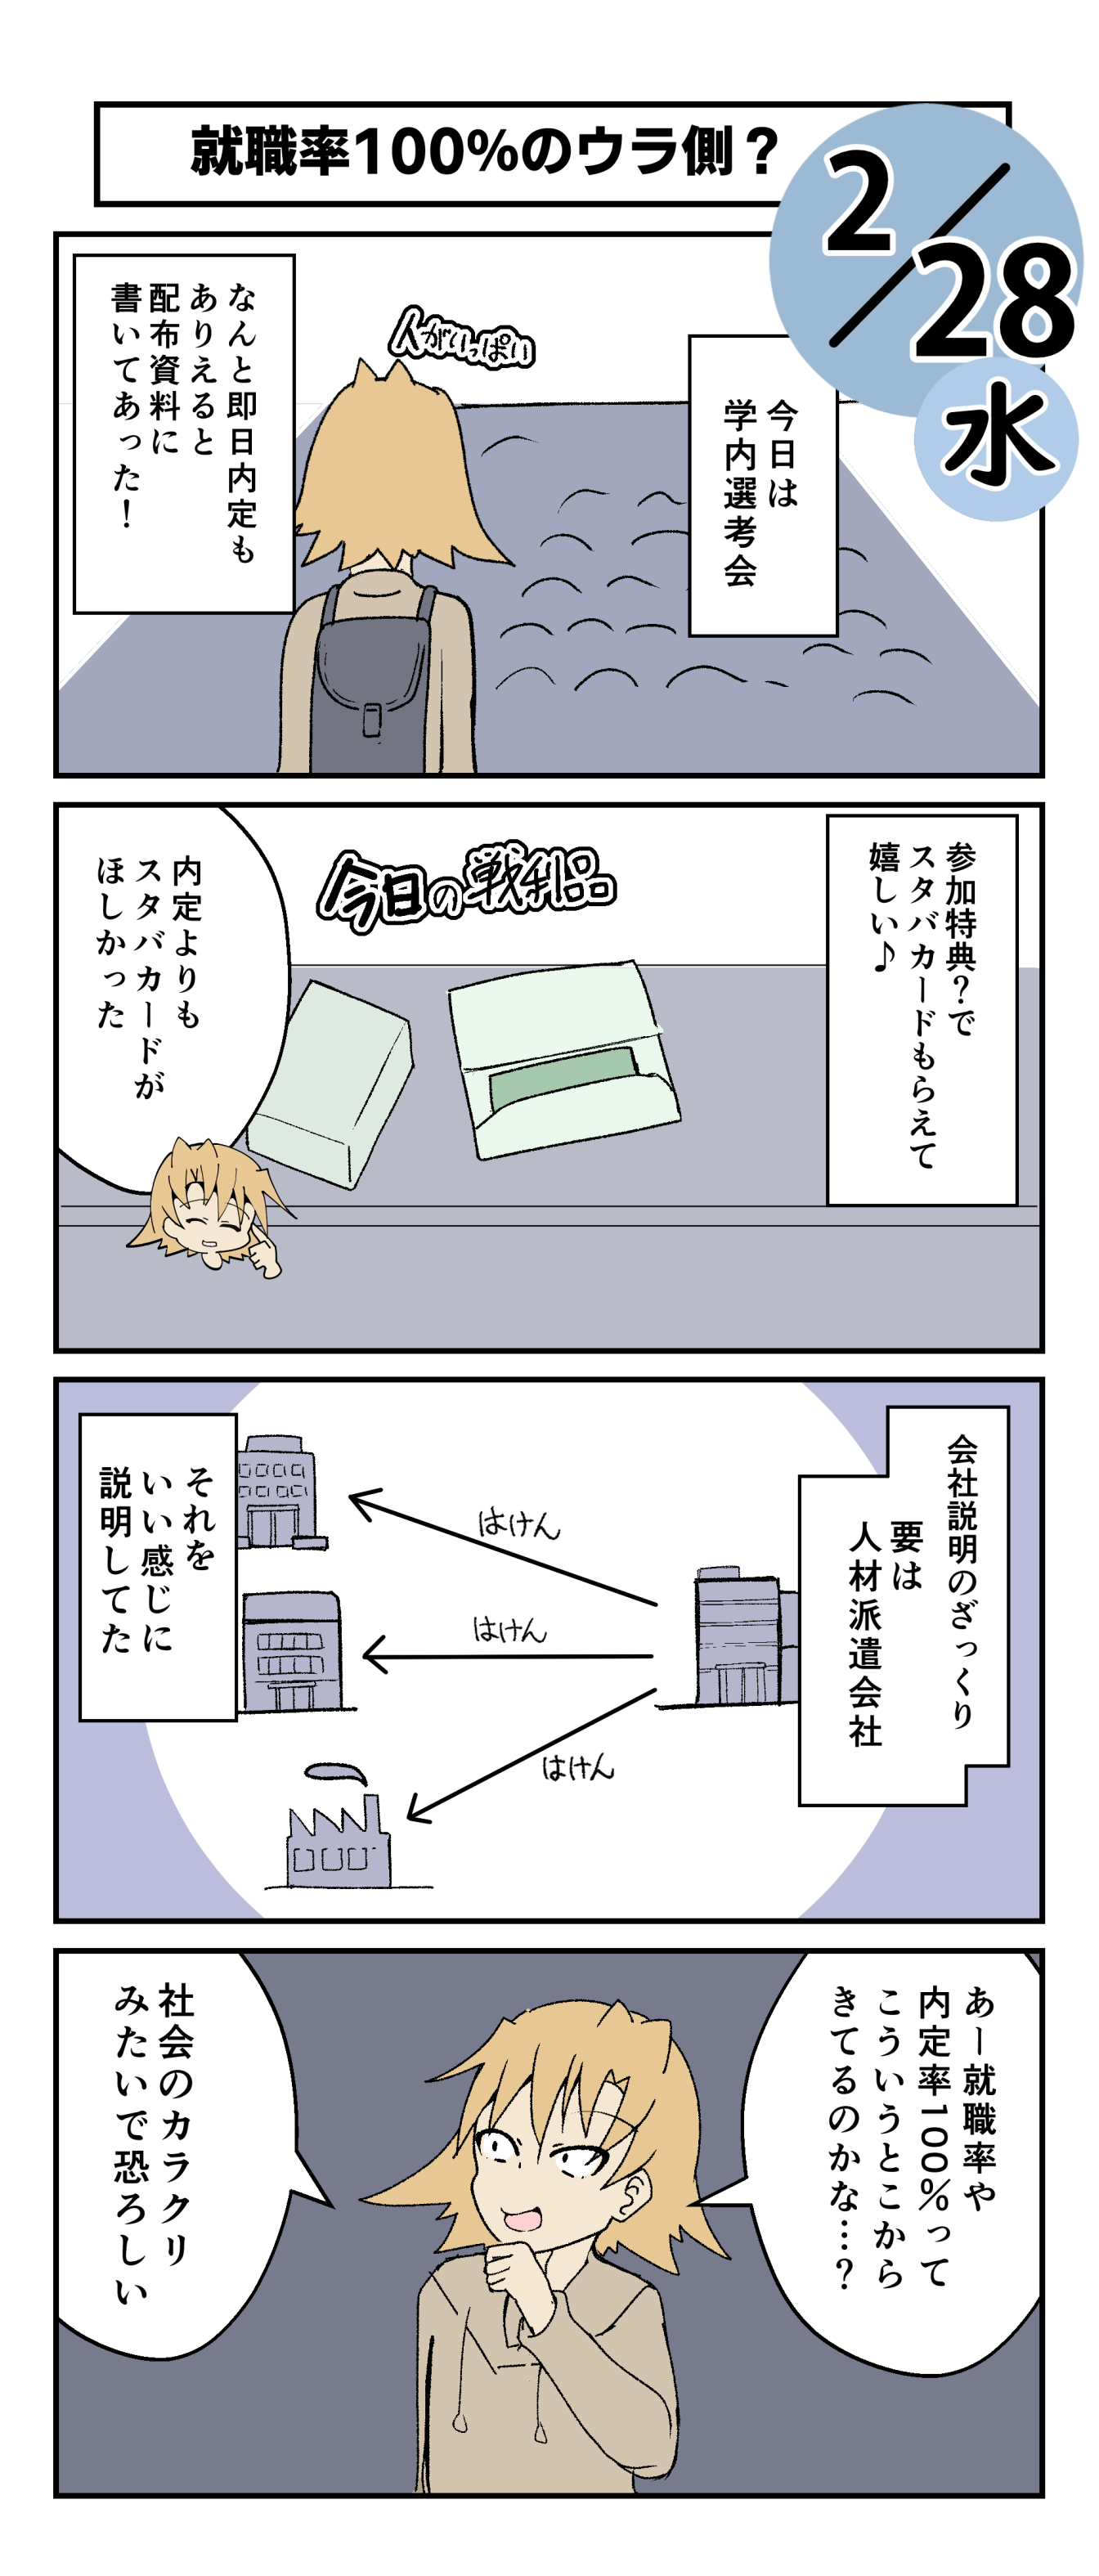 就職率100%のウラ側？
2/28
水
今日は
学内選考会
人がいっぱい
なんと即日内定も
ありえると
配布資料に
書いてあった！
参加特典？で
スタバカードもらえて
嬉しい♪
今日の戦利品
内定よりも
スタバカードが
ほしかった
会社説明のざっくり
要は
人材派遣会社
はけん
はけん
はけん
それを
いい感じに
説明してた
あー就職率や
内定率100%って
こういうとこから
きてるのかな…？
社会のカラクリ
みたいで恐ろしい